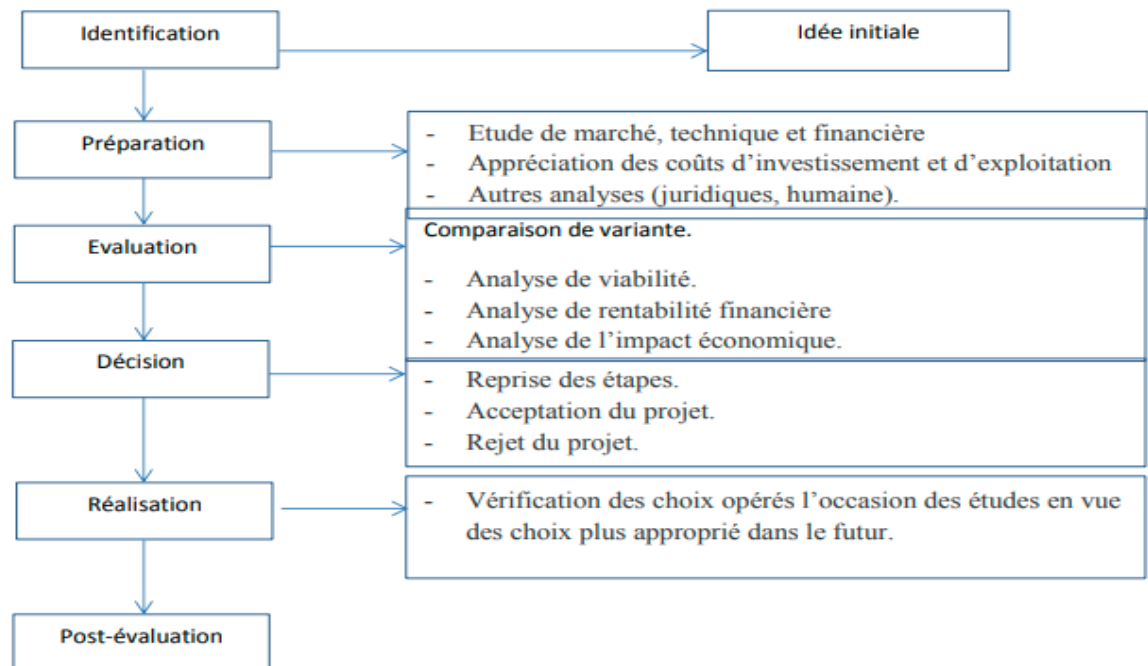 Identification
Idée initiale
Préparation
- Etude de marché, technique et financière
- Appréciation des coûts d'investissement et d'exploitation
- Autres analyses (juridiques, humaine).
Evaluation
Comparaison de variante.
- Analyse de viabilité.
- Analyse de rentabilité financière
- Analyse de l'impact économique.
Décision
- Reprise des étapes.
- Acceptation du projet.
- Rejet du projet.
Réalisation
- Vérification des choix opérés l'occasion des études en vue
des choix plus approprié dans le futur.
Post-évaluation